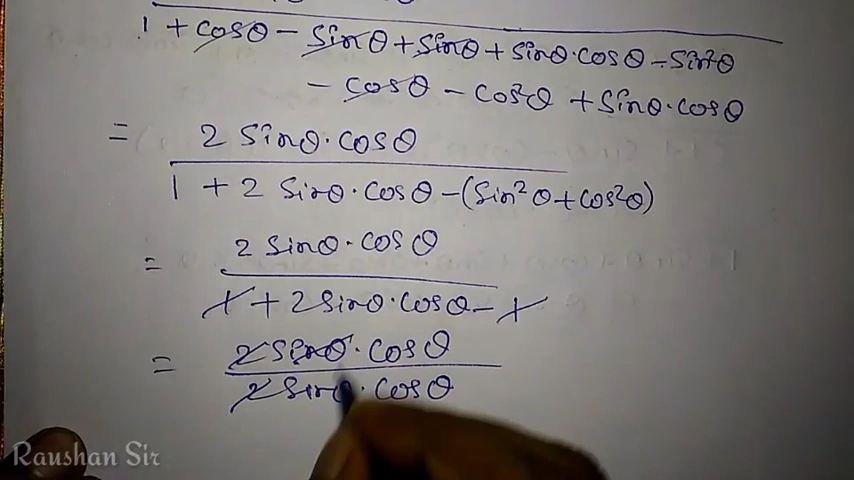 1 + cosθ - sinθ + sinθ + sinθ·cosθ - sin²θ
- cosθ - cos²θ + sinθ·cosθ
= 2 sinθ·cosθ
1 + 2 sinθ·cosθ - (sin²θ + cos²θ)
= 2 sinθ·cosθ
1 + 2 sinθ·cosθ - 1
= 2 sinθ·cosθ
2 sinθ·cosθ
Raushan Sir